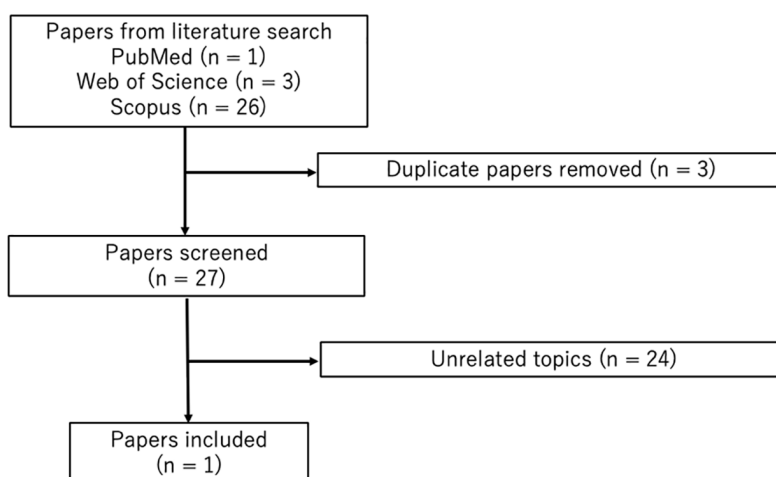 Papers from literature search
PubMed (n = 1)
Web of Science (n = 3)
Scopus (n = 26)
Duplicate papers removed (n = 3)
Papers screened
(n = 27)
Unrelated topics (n = 24)
Papers included
(n = 1)